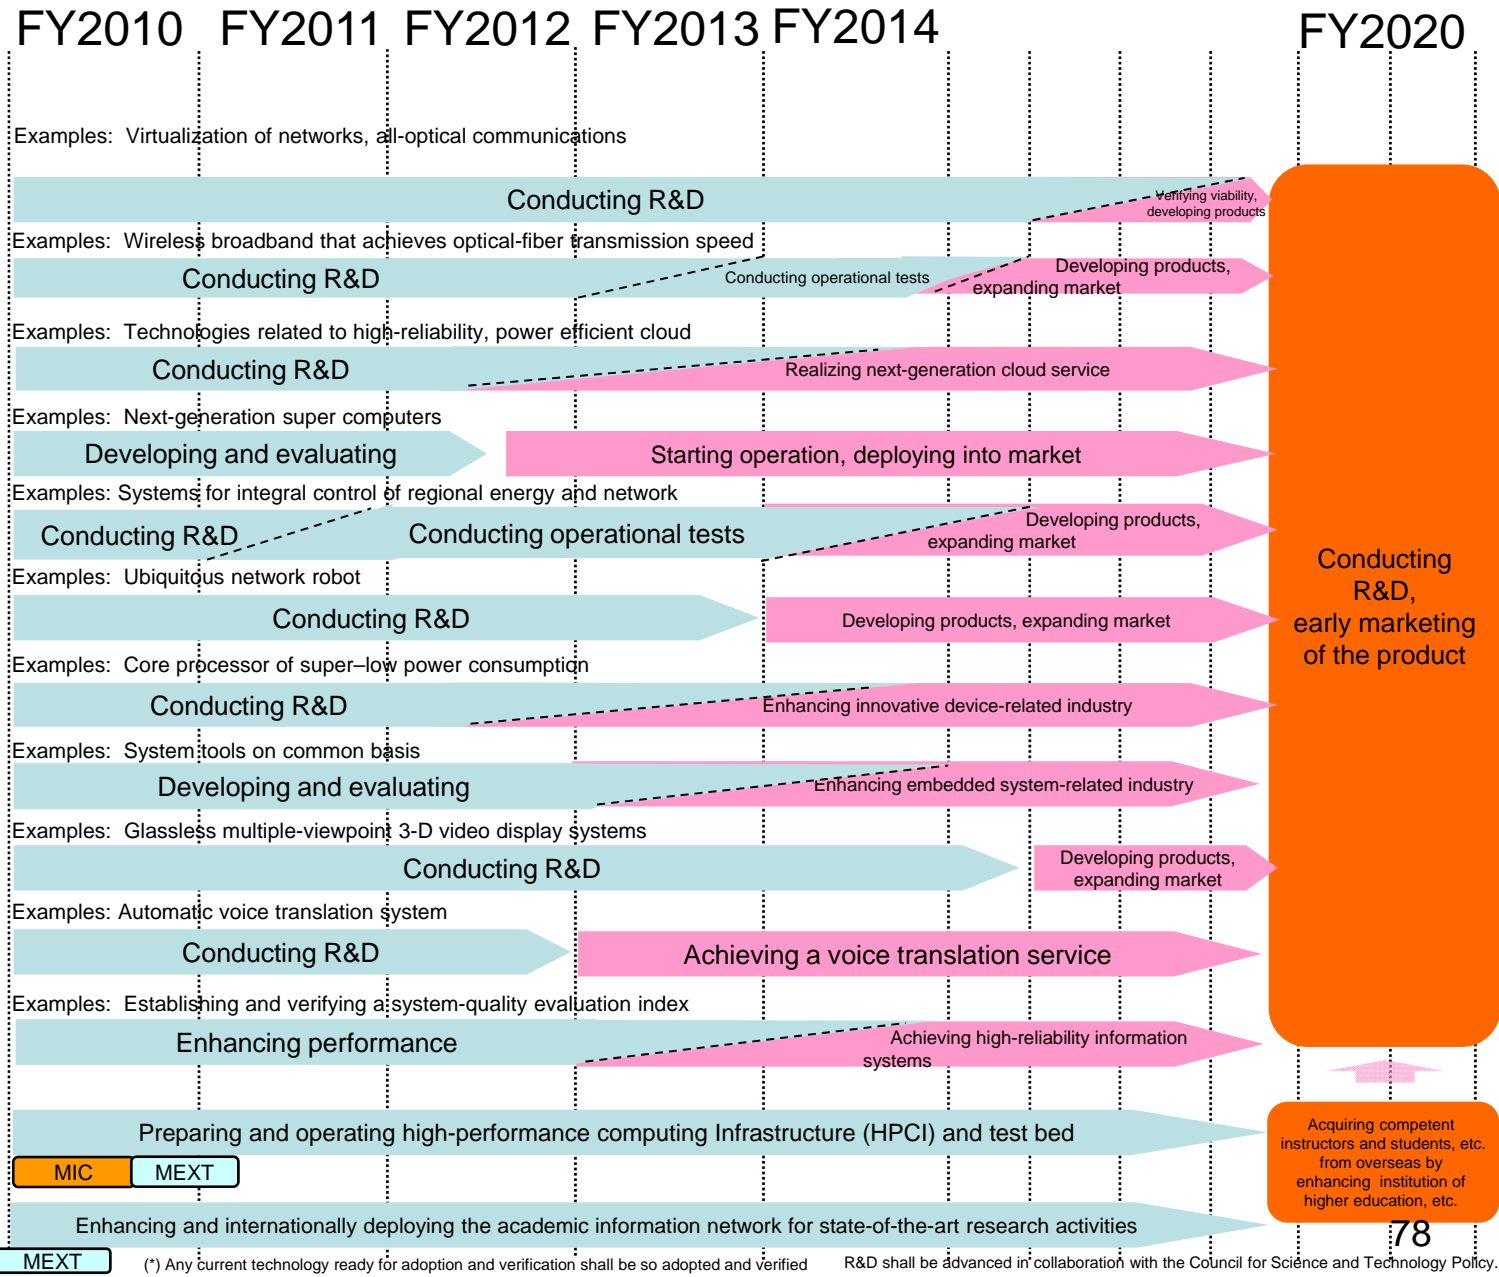 FY2010 FY2011 FY2012 FY2013 FY2014 FY2020
Examples: Virtualization of networks, all-optical communications
Conducting R&D
Verifying viability,
developing products
Examples: Wireless broadband that achieves optical-fiber transmission speed
Conducting R&D
Conducting operational tests
Developing products,
expanding market
Examples: Technologies related to high-reliability, power efficient cloud
Conducting R&D
Realizing next-generation cloud service
Examples: Next-generation super computers
Developing and evaluating
Starting operation, deploying into market
Examples: Systems for integral control of regional energy and network
Conducting R&D
Conducting operational tests
Developing products,
expanding market
Examples: Ubiquitous network robot
Conducting R&D
Developing products, expanding market
Examples: Core processor of super–low power consumption
Conducting R&D
Enhancing innovative device-related industry
Examples: System tools on common basis
Developing and evaluating
Enhancing embedded system-related industry
Examples: Glassless multiple-viewpoint 3-D video display systems
Conducting R&D
Developing products,
expanding market
Examples: Automatic voice translation system
Conducting R&D
Achieving a voice translation service
Examples: Establishing and verifying a system-quality evaluation index
Enhancing performance
Achieving high-reliability information
systems
Conducting
R&D,
early marketing
of the product
Preparing and operating high-performance computing Infrastructure (HPCI) and test bed
MIC
MEXT
Acquiring competent
instructors and students, etc.
from overseas by
enhancing institution of
higher education, etc.
Enhancing and internationally deploying the academic information network for state-of-the-art research activities
78
MEXT
(*) Any current technology ready for adoption and verification shall be so adopted and verified
R&D shall be advanced in collaboration with the Council for Science and Technology Policy.